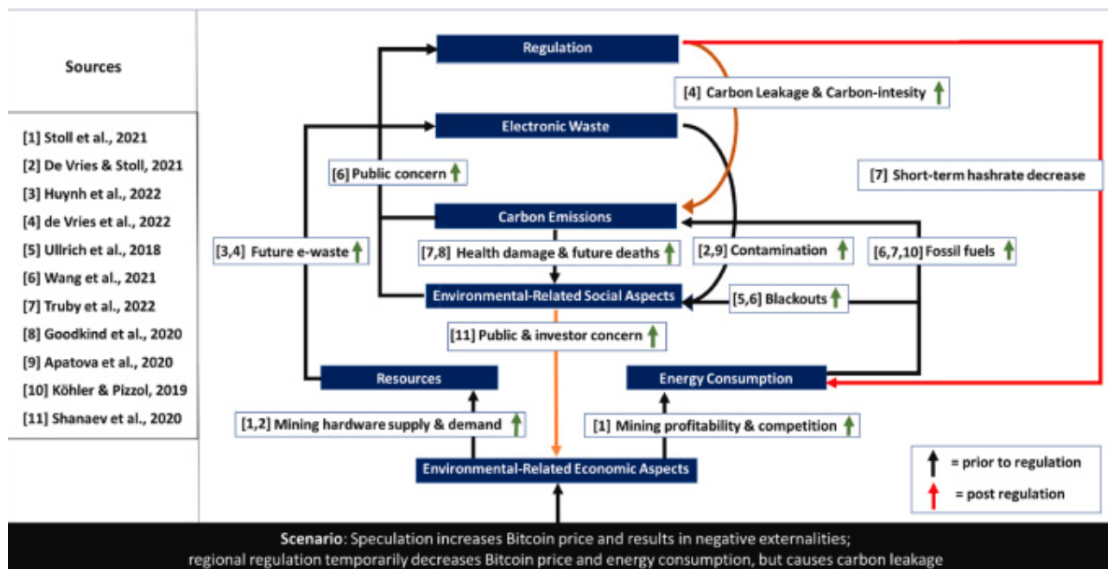 Sources
[1] Stoll et al., 2021
[2] De Vries & Stoll, 2021
[3] Huynh et al., 2022
[4] de Vries et al., 2022
[5] Ullrich et al., 2018
[6] Wang et al., 2021
[7] Truby et al., 2022
[8] Goodkind et al., 2020
[9] Apatova et al., 2020
[10] Köhler & Pizzol, 2019
[11] Shanaev et al., 2020
Regulation
[4] Carbon Leakage & Carbon-intesity
Electronic Waste
[6] Public concern
[7] Short-term hashrate decrease
Carbon Emissions
[3,4] Future e-waste
[7,8] Health damage & future deaths
[2,9] Contamination
[6,7,10] Fossil fuels
Environmental-Related Social Aspects
[5,6] Blackouts
[11] Public & investor concern
Resources
Energy Consumption
[1,2] Mining hardware supply & demand
[1] Mining profitability & competition
Environmental-Related Economic Aspects
= prior to regulation
= post regulation
Scenario: Speculation increases Bitcoin price and results in negative externalities;
regional regulation temporarily decreases Bitcoin price and energy consumption, but causes carbon leakage